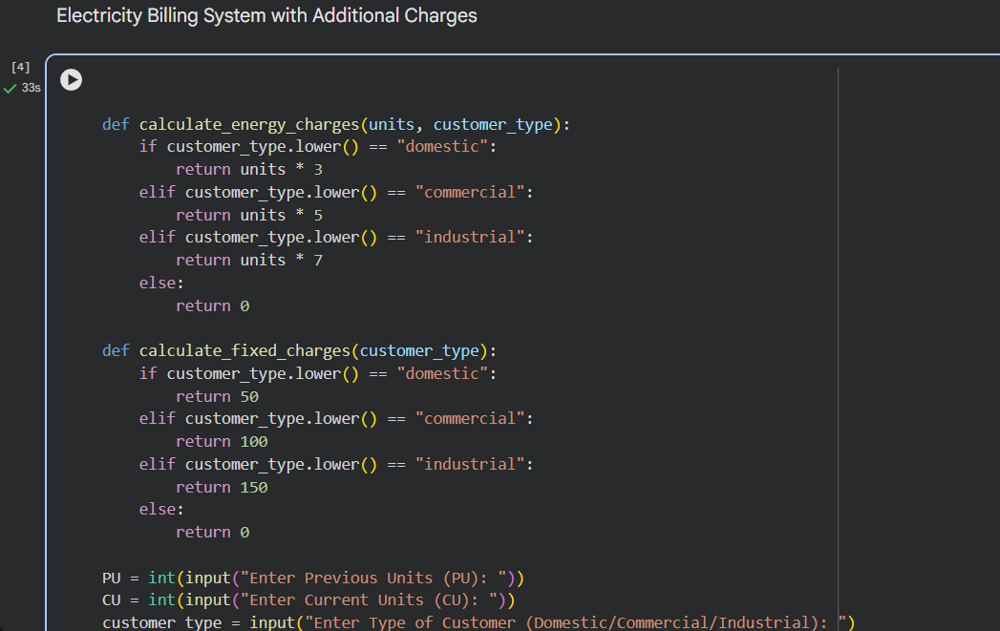 Electricity Billing System with Additional Charges
[4]
33s
def calculate_energy_charges(units, customer_type):
    if customer_type.lower() == "domestic":
        return units * 3
    elif customer_type.lower() == "commercial":
        return units * 5
    elif customer_type.lower() == "industrial":
        return units * 7
    else:
        return 0
def calculate_fixed_charges(customer_type):
    if customer_type.lower() == "domestic":
        return 50
    elif customer_type.lower() == "commercial":
        return 100
    elif customer_type.lower() == "industrial":
        return 150
    else:
        return 0
PU = int(input("Enter Previous Units (PU): "))
CU = int(input("Enter Current Units (CU): "))
customer_type = input("Enter Type of Customer (Domestic/Commercial/Industrial): ")